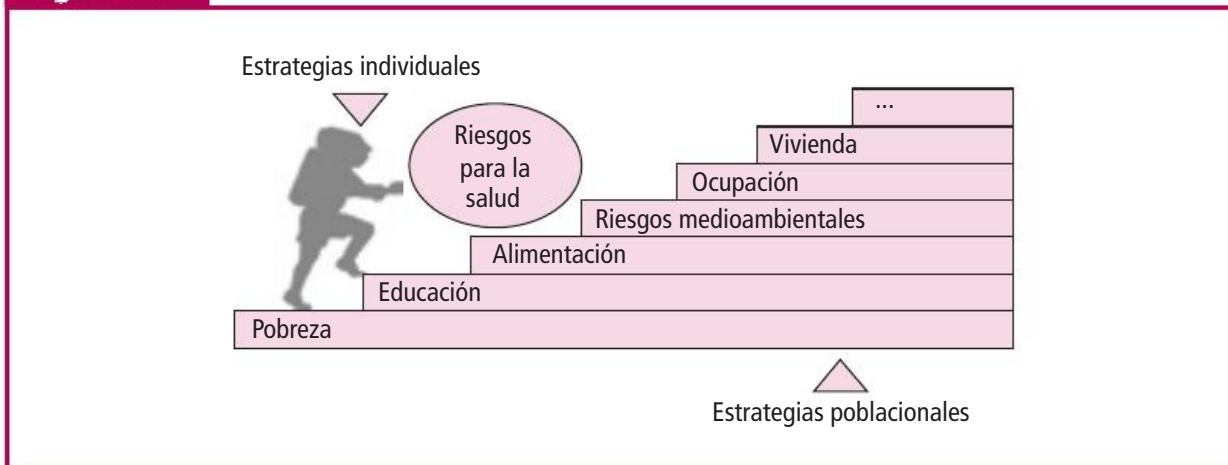 Estrategias individuales
Riesgos
para la
salud
...
Vivienda
Ocupación
Riesgos medioambientales
Alimentación
Educación
Pobreza
Estrategias poblacionales